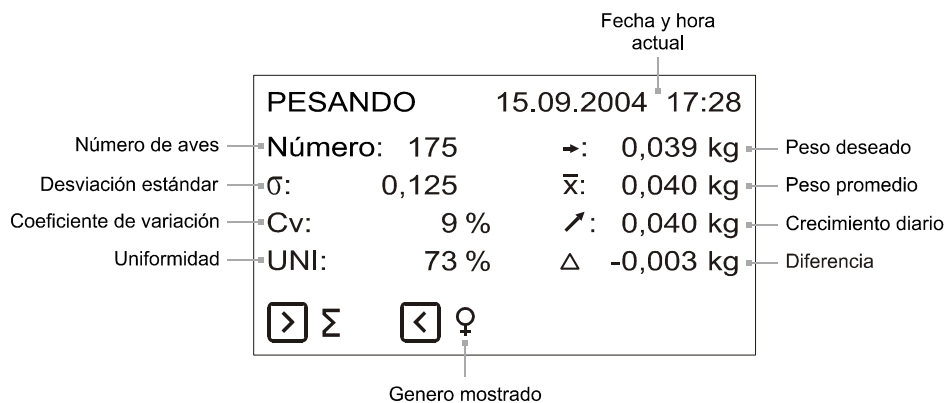 Fecha y hora
actual
PESANDO 15.09.2004 17:28
Número de aves Número: 175 →: 0,039 kg Peso deseado
Desviación estándar σ: 0,125 x̅: 0,040 kg Peso promedio
Coeficiente de variación Cv: 9 % ↗: 0,040 kg Crecimiento diario
Uniformidad UNI: 73 % △ -0,003 kg Diferencia
> Σ < ♀
Genero mostrado